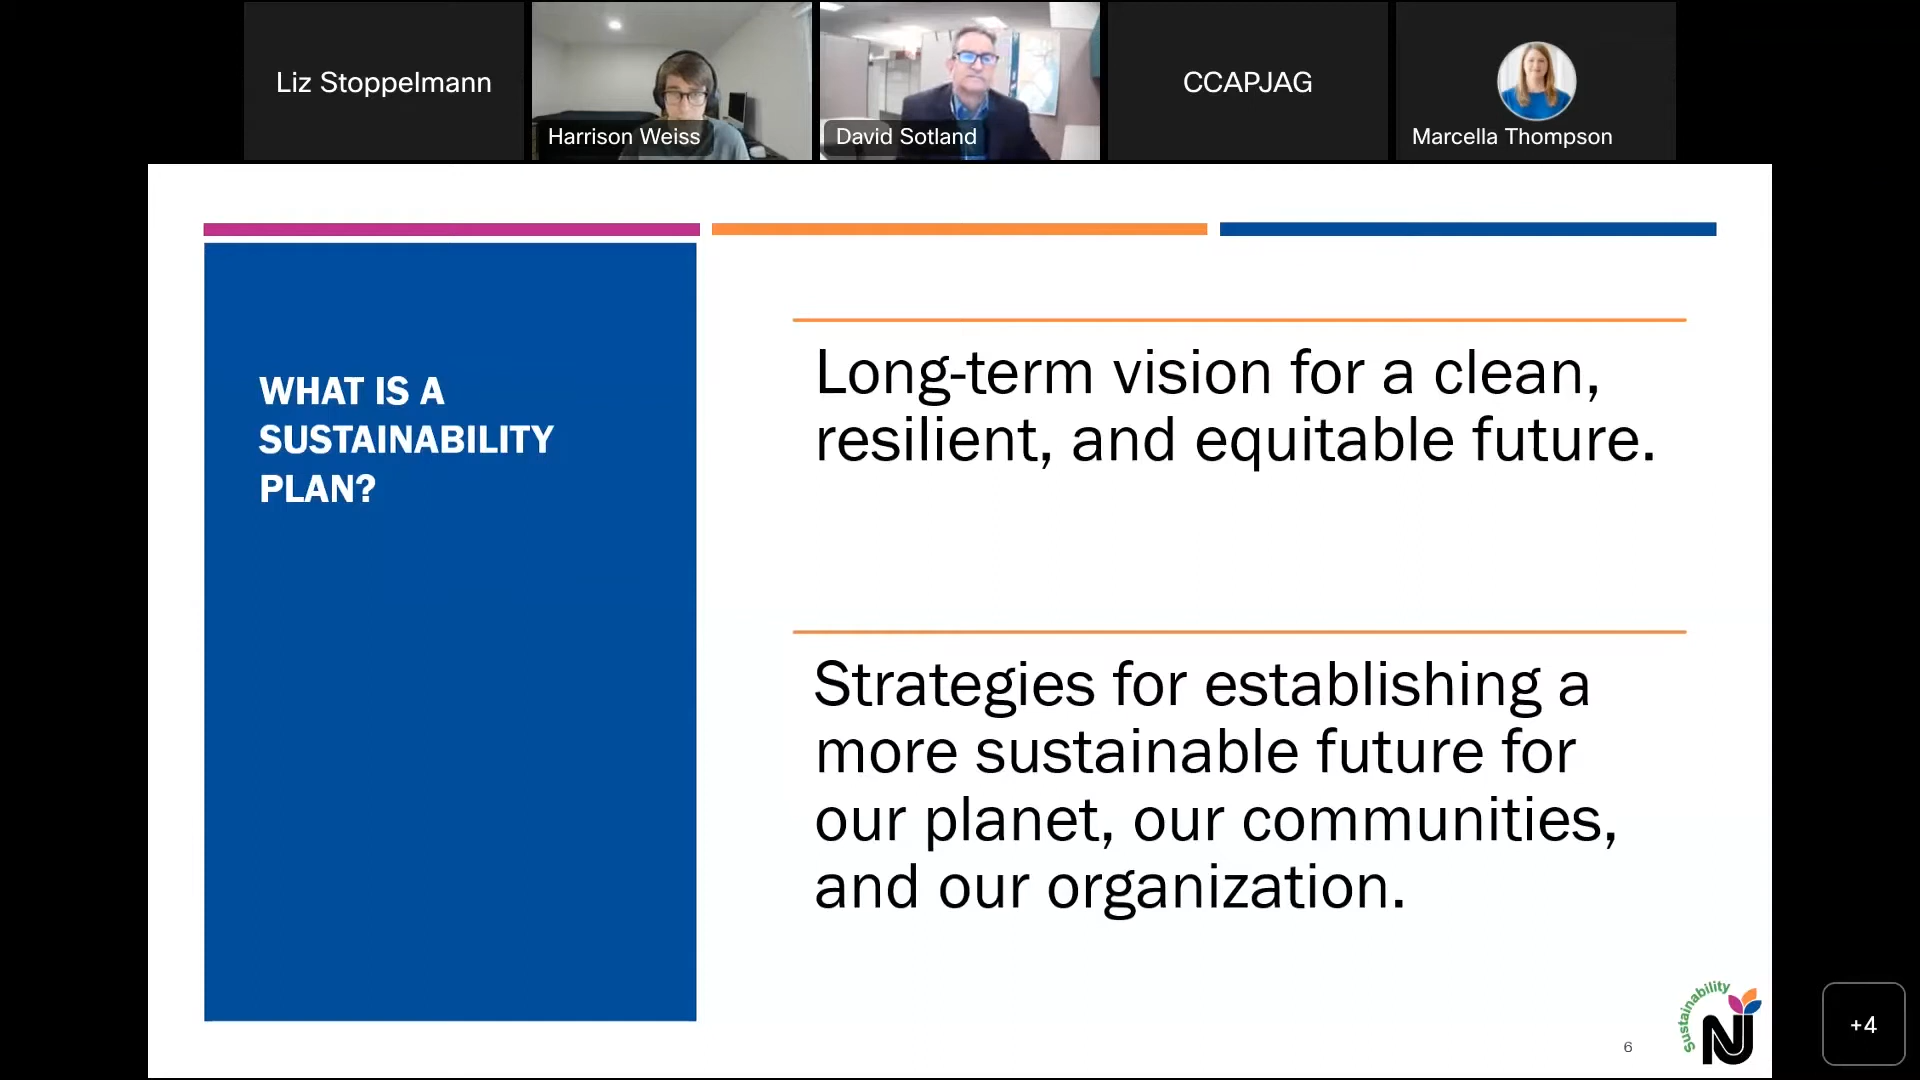 Liz Stoppelmann
Harrison Weiss
David Sotland
CCAPJAG
Marcella Thompson
WHAT IS A
SUSTAINABILITY
PLAN?
Long-term vision for a clean,
resilient, and equitable future.
Strategies for establishing a
more sustainable future for
our planet, our communities,
and our organization.
6
Sustainability
NJ
+4